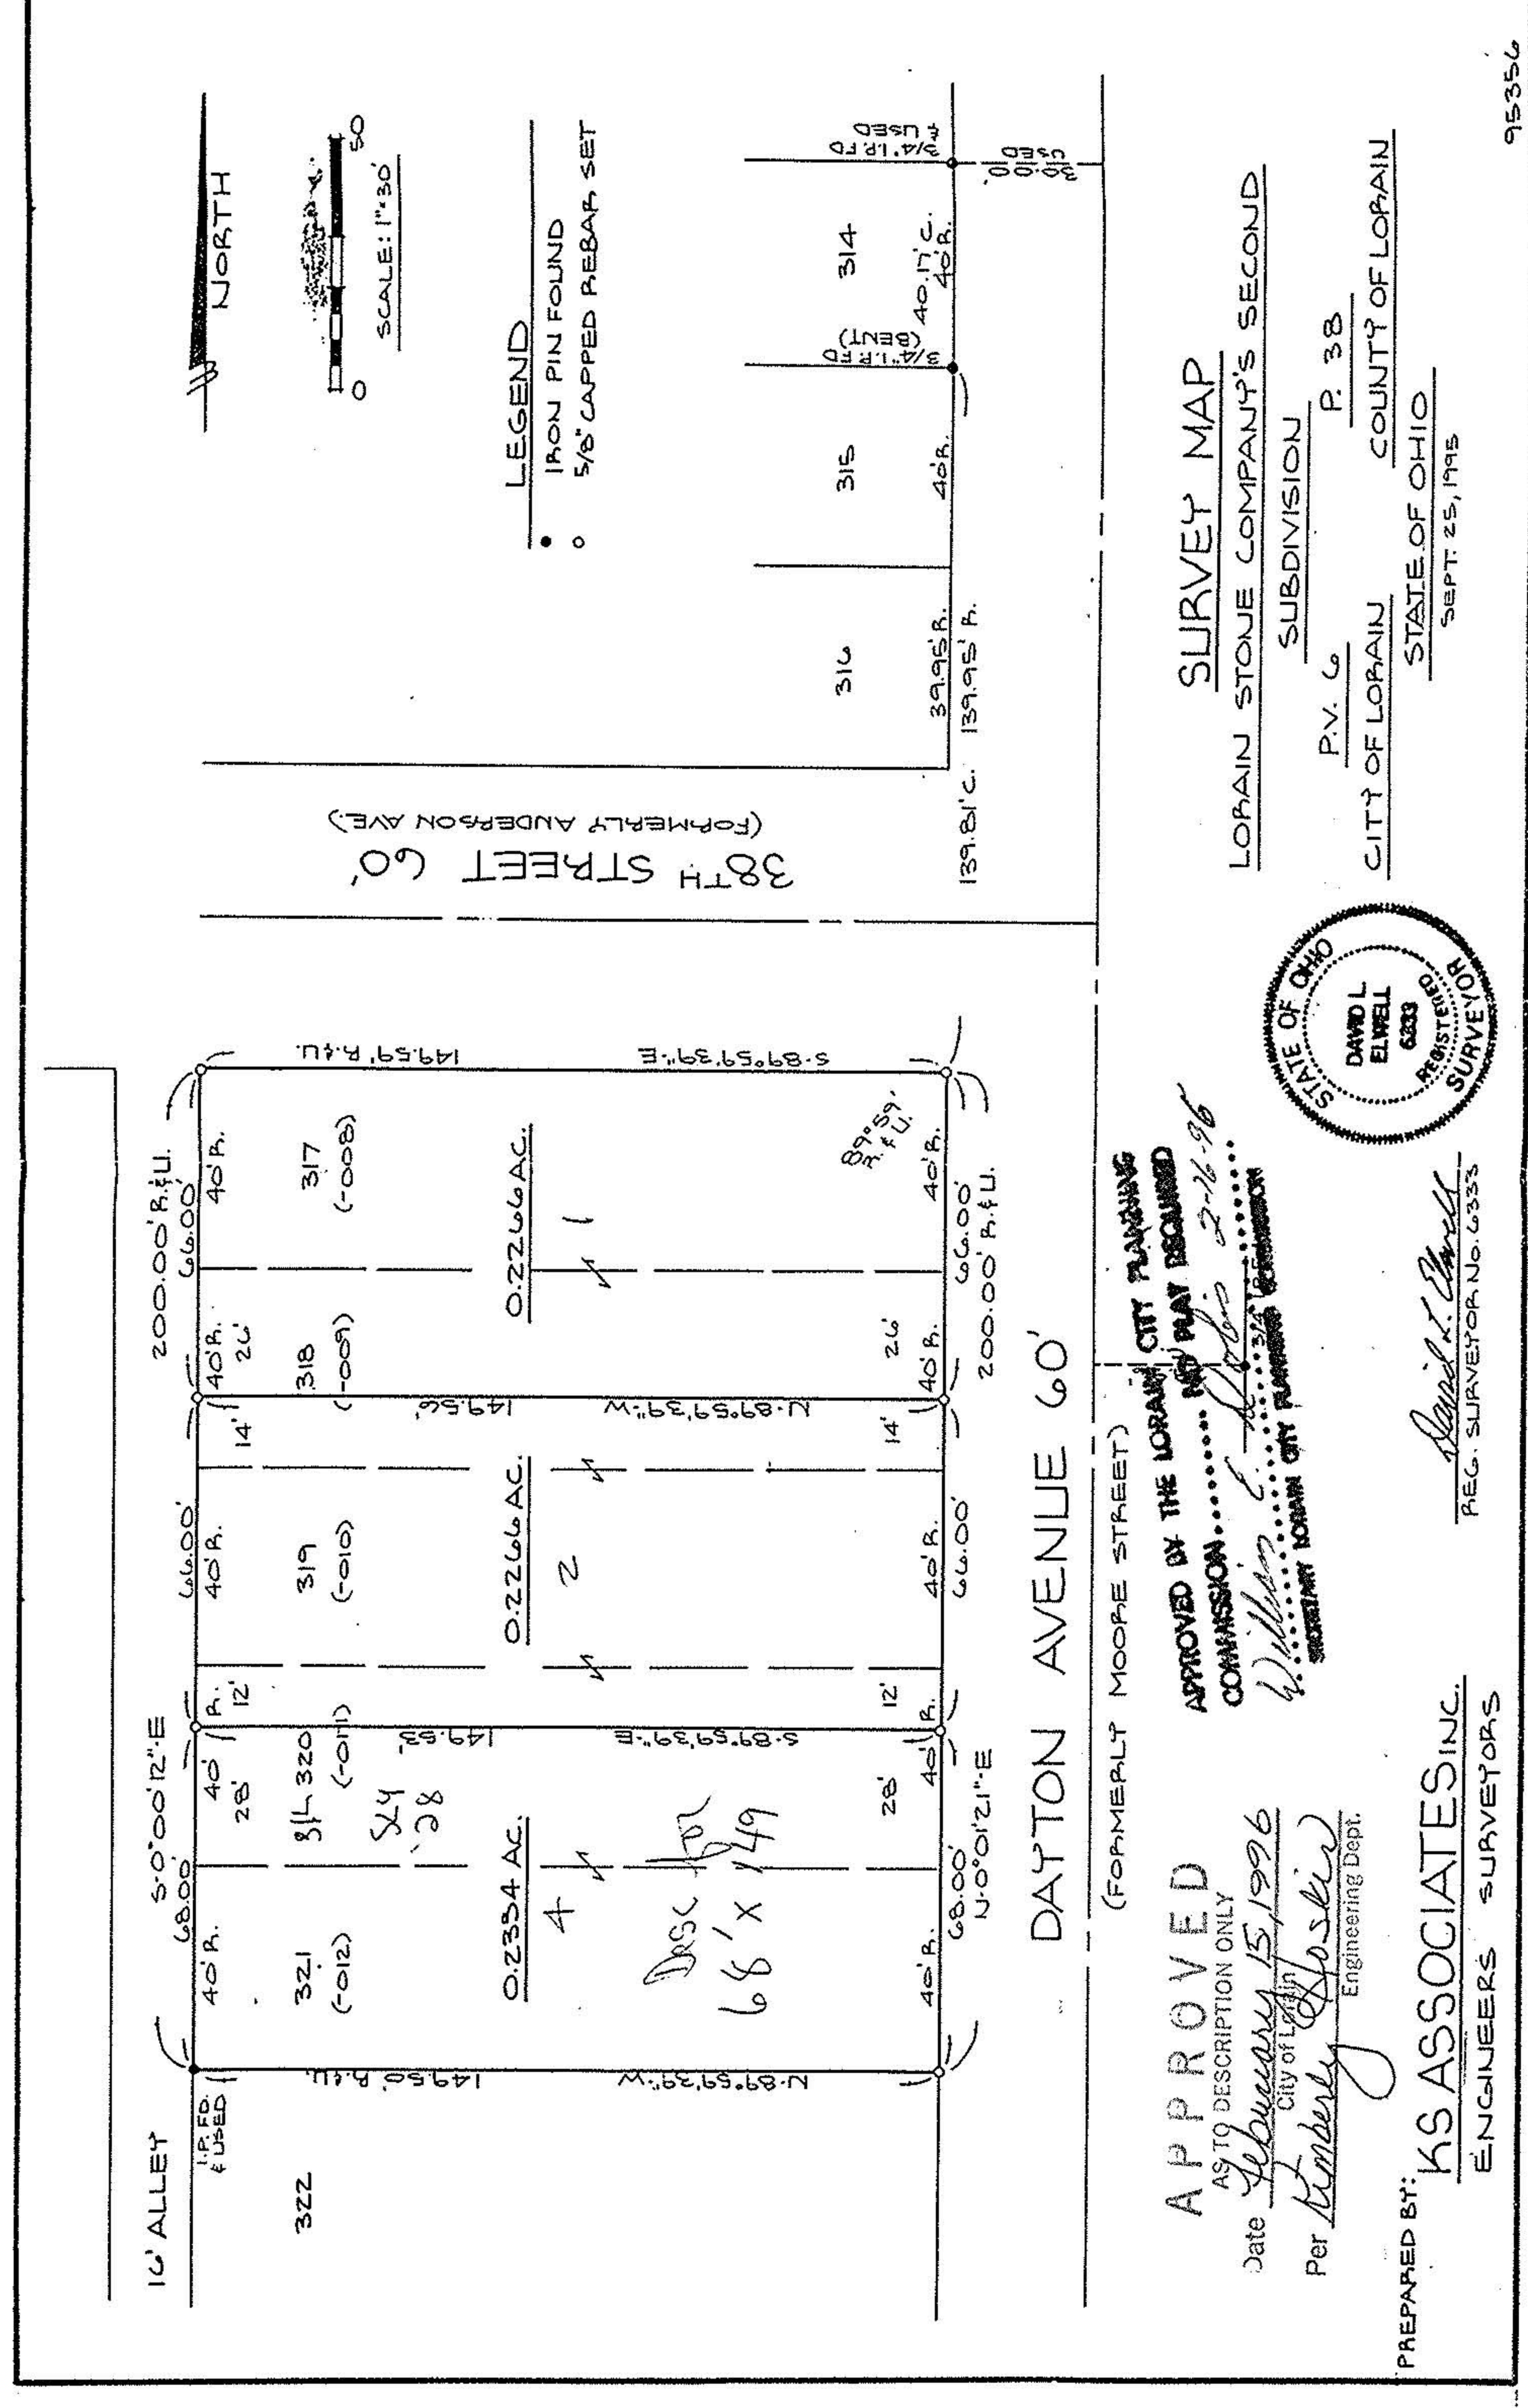 NORTH
0 50
SCALE: 1"=30'
LEGEND
● IRON PIN FOUND
○ 5/8" CAPPED REBAR SET
16' ALLEY
S-0°00'12"-E
200.00' R.&U.
68.00'
66.00'
66.00'
I.P. FD.
& USED
40' R.
40' R.
28'
12'
40' R.
14'
40' R.
26'
40' R.
322
321
(-012)
S/L 320
(-011)
SLY
28
319
(-010)
318
(-009)
317
(-008)
149.50' R.&U.
N-89°59'39"-W
149.53'
S-89°59'39"-E
149.56'
N-89°59'39"-W
149.59' R.&U.
S-89°59'39"-E
0.2334 AC.
4
0.2266 AC.
2
0.2266 AC.
1
Desc for
68' x 149
89°59'
R. & U.
40' R.
28'
40' R.
12'
40' R.
14'
26'
40' R.
40' R.
68.00'
66.00'
66.00'
N-0°01'21"-E
200.00' R.&U.
38TH STREET 60'
(FORMERLY ANDERSON AVE.)
316
315
314
39.95' R.
40' R.
40.17' C.
40' R.
3/4" I.P. FD
(BENT)
3/4" I.P. FD
& USED
30.00'
USED
139.81' C. 139.95' R.
DAYTON AVENUE 60'
(FORMERLY MOORE STREET)
APPROVED
AS TO DESCRIPTION ONLY
Date February 15, 1996
City of Lorain
Per Kimberly
Engineering Dept.
APPROVED BY THE LORAIN CITY PLANNING
COMMISSION NO PLAT REQUIRED
William C. 2-16-96
SECRETARY LORAIN CITY PLANNING COMMISSION
STATE OF OHIO
DAVID L.
ELWELL
6333
REGISTERED
SURVEYOR
SURVEY MAP
LORAIN STONE COMPANY'S SECOND
SUBDIVISION
P.V. 6 P. 38
CITY OF LORAIN COUNTY OF LORAIN
STATE OF OHIO
SEPT. 25, 1995
PREPARED BY:
KS ASSOCIATES INC.
ENGINEERS SURVEYORS
David L. Elwell
REG. SURVEYOR No. 6333
95356